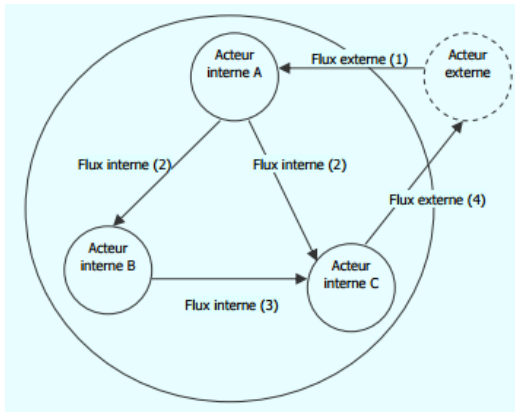 Acteur
interne A
Flux externe (1)
Acteur
externe
Flux interne (2)
Flux interne (2)
Flux externe (4)
Acteur
interne B
Acteur
interne C
Flux interne (3)